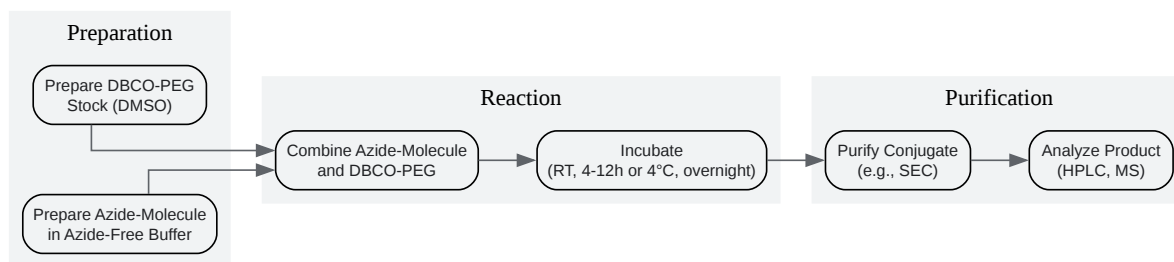 Preparation
Prepare DBCO-PEG
Stock (DMSO)
Prepare Azide-Molecule
in Azide-Free Buffer
Reaction
Combine Azide-Molecule
and DBCO-PEG
Incubate
(RT, 4-12h or 4°C, overnight)
Purification
Purify Conjugate
(e.g., SEC)
Analyze Product
(HPLC, MS)